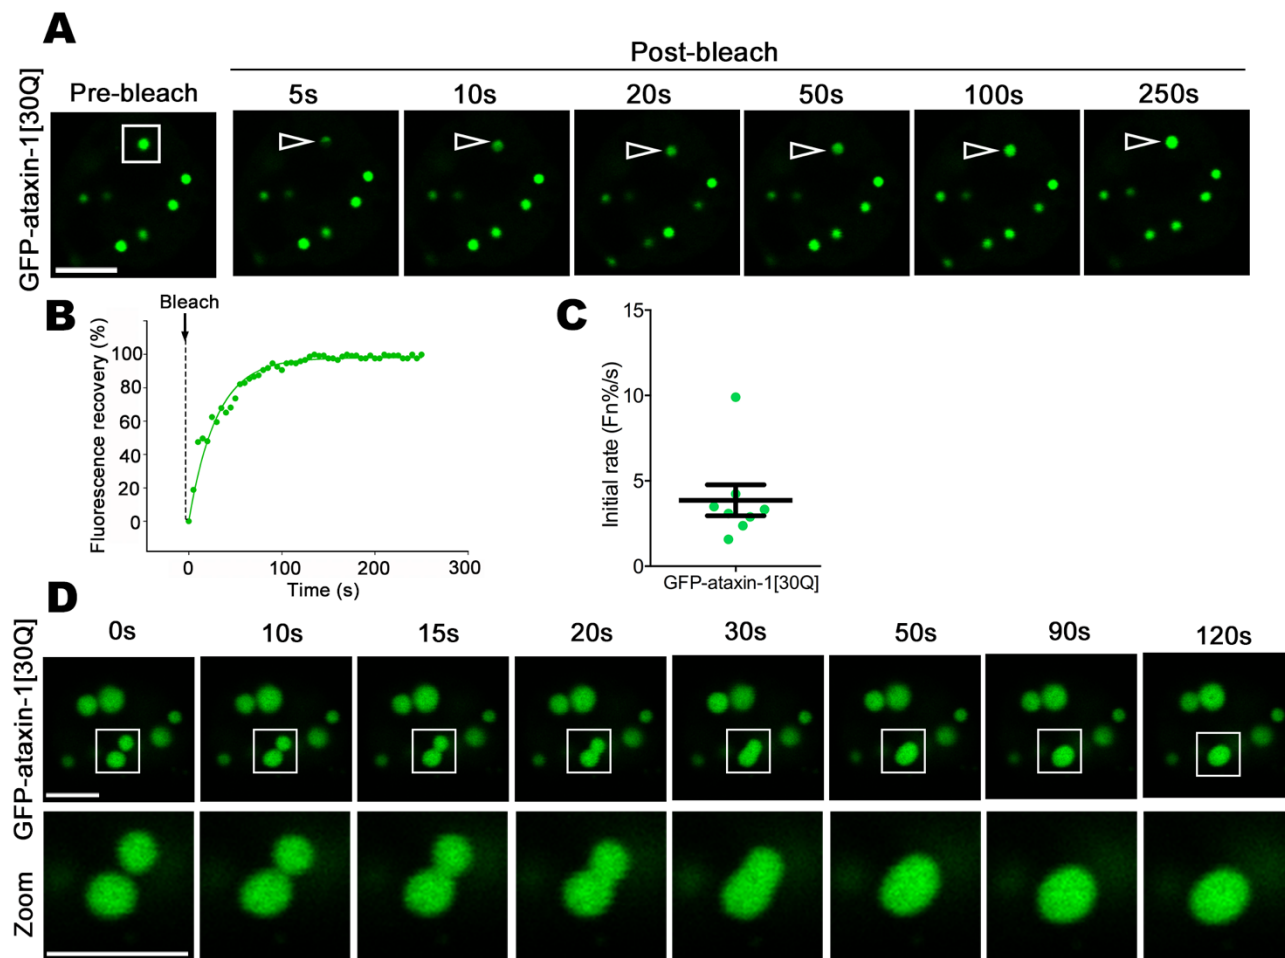 A
Post-bleach
GFP-ataxin-1[30Q]
Pre-bleach
5s
10s
20s
50s
100s
250s
B
Bleach
Fluorescence recovery (%)
100
80
60
40
20
0
0
100
200
300
Time (s)
C
Initial rate (Fn%/s)
15
10
5
0
GFP-ataxin-1[30Q]
D
GFP-ataxin-1[30Q]
0s
10s
15s
20s
30s
50s
90s
120s
Zoom